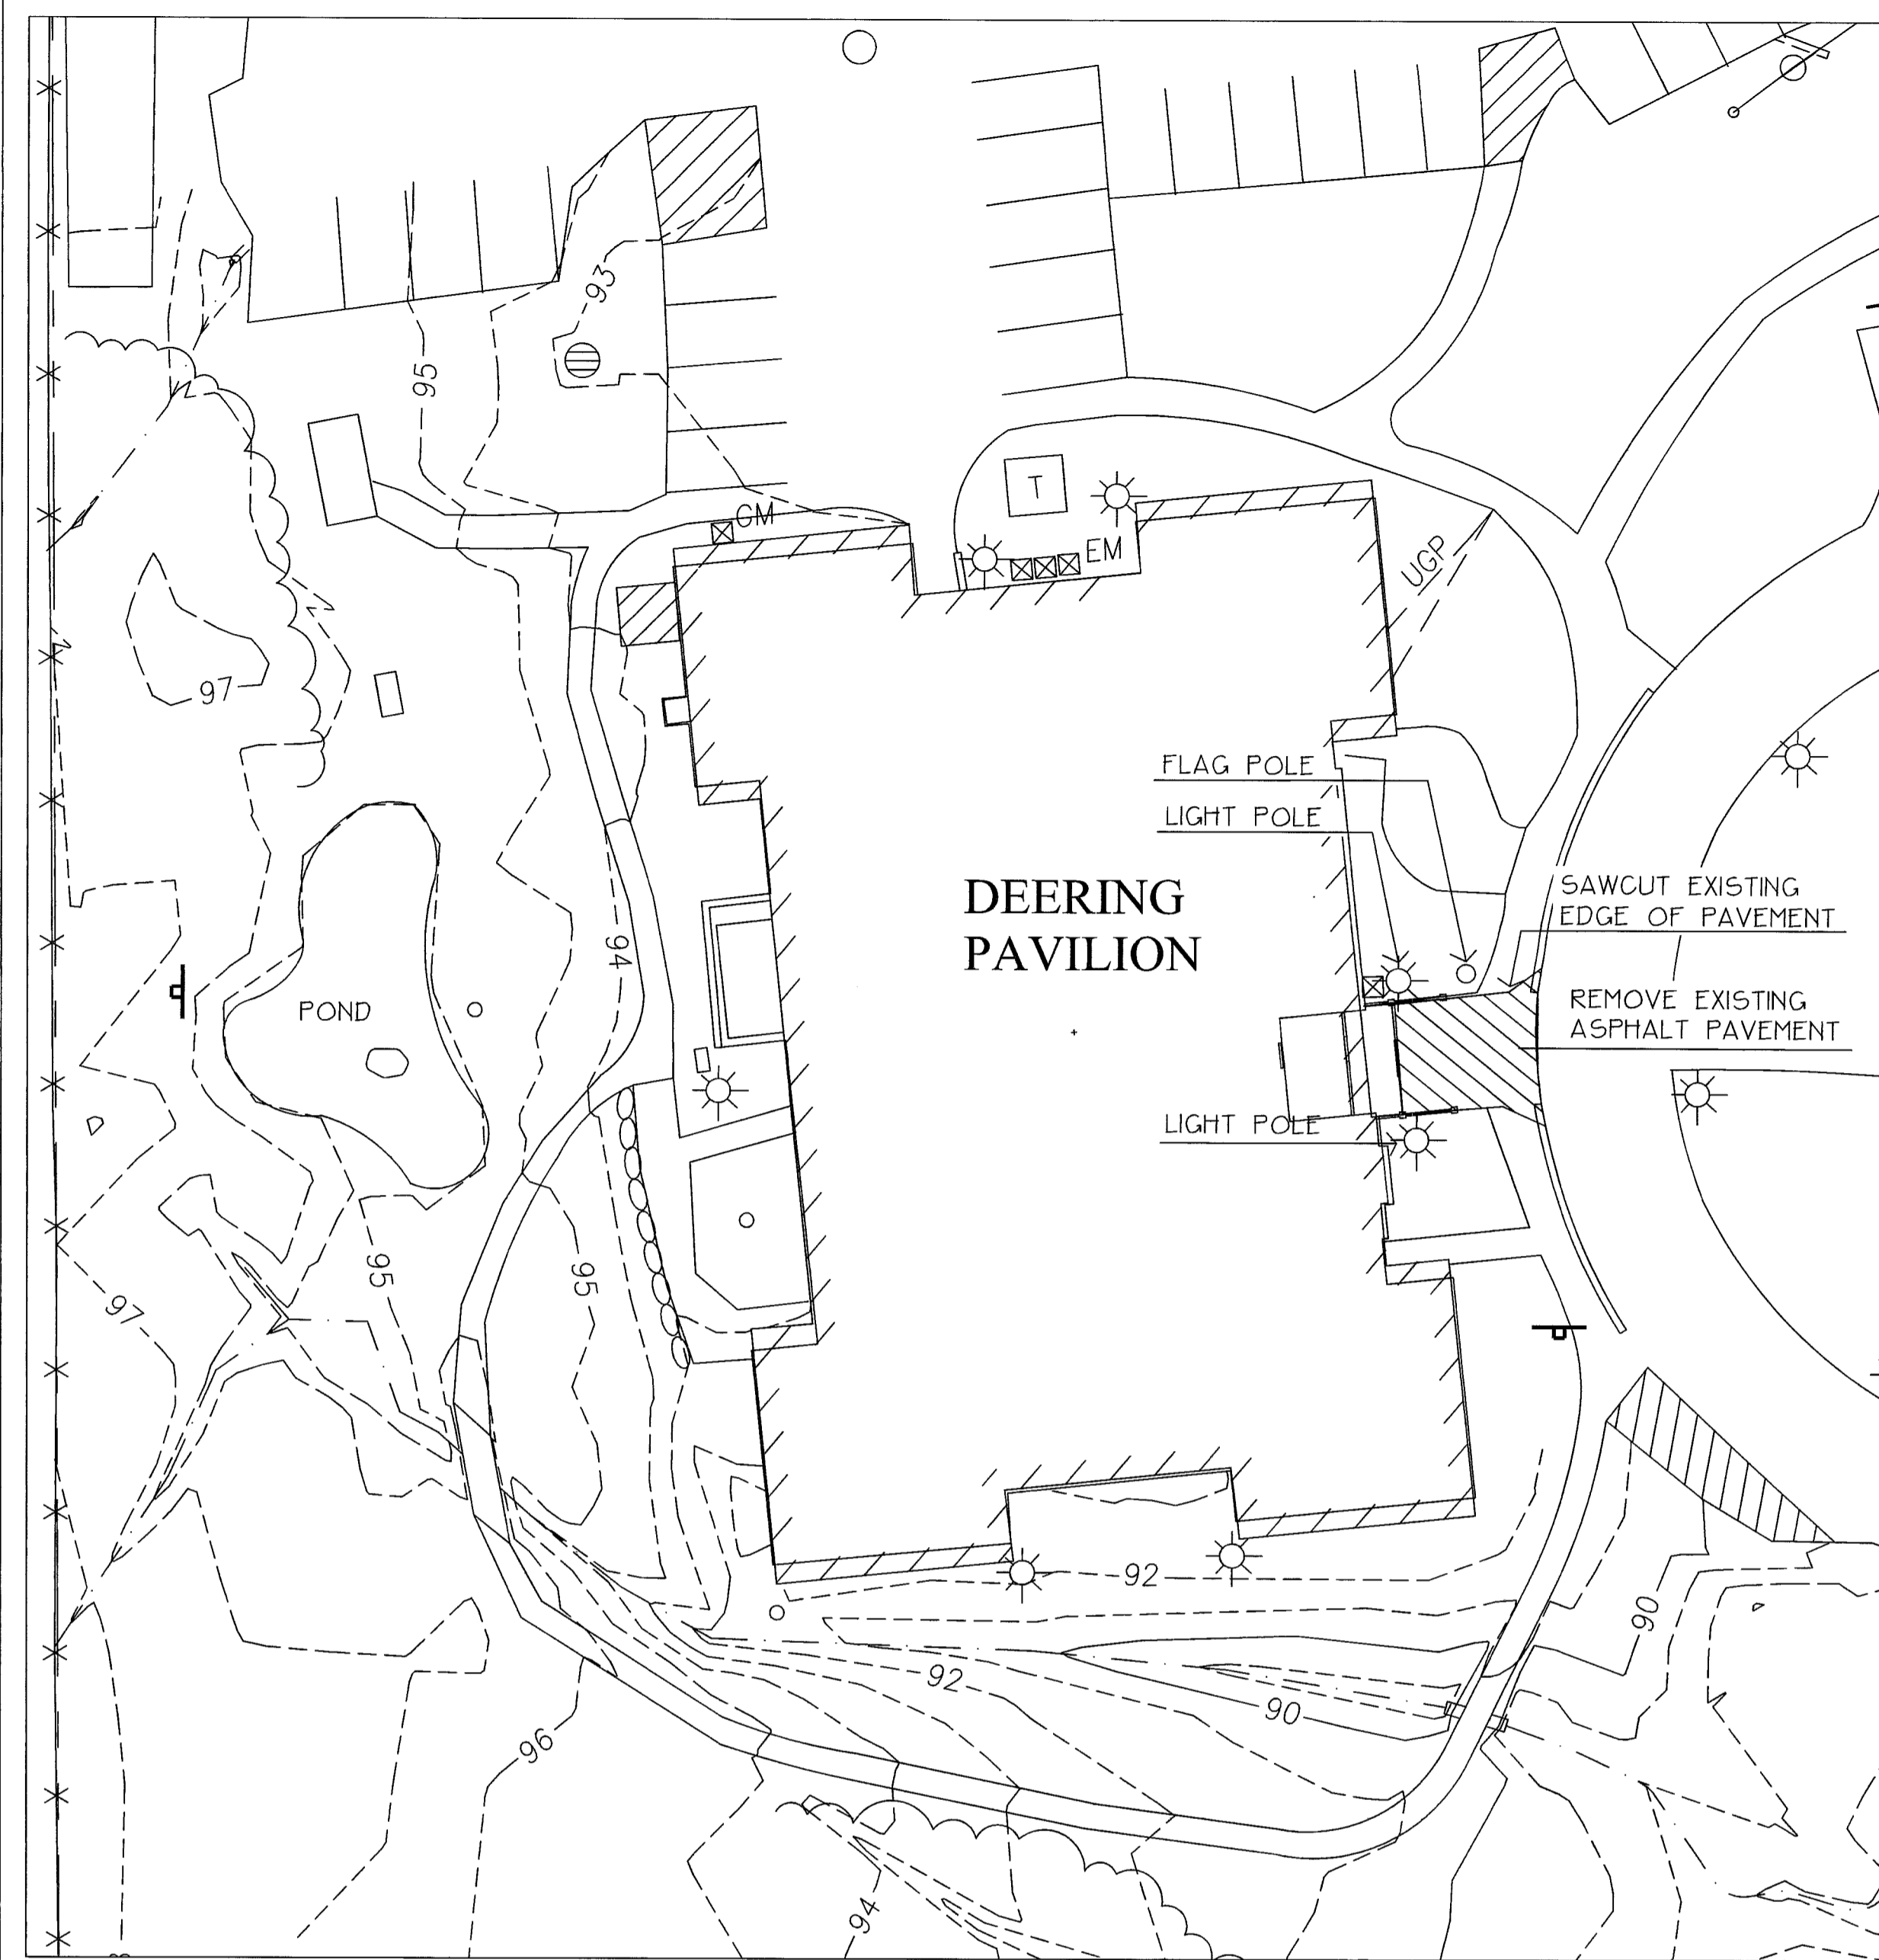 93
95
T
GM
EM
UGP
97
FLAG POLE
LIGHT POLE
DEERING
PAVILION
SAWCUT EXISTING
EDGE OF PAVEMENT
94
POND
REMOVE EXISTING
ASPHALT PAVEMENT
LIGHT POLE
95
95
97
92
90
92
90
96
94